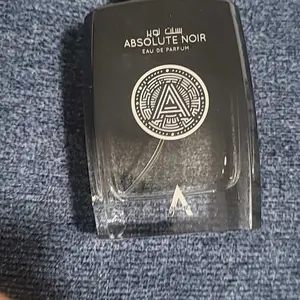 ABSOLUTE NOIR
EAU DE PARFUM
A